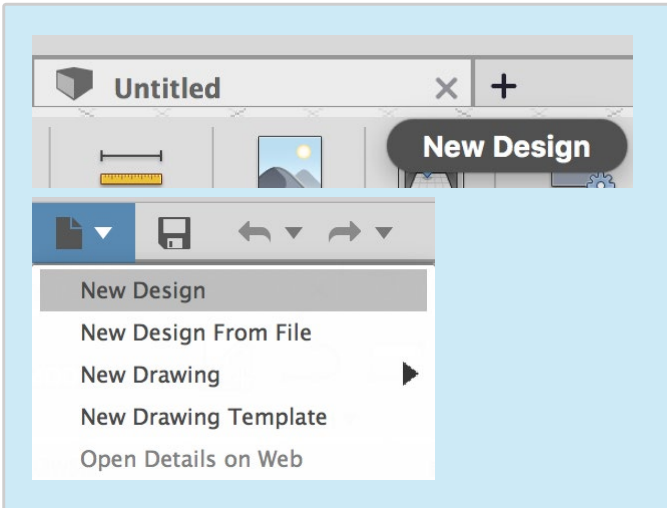 Untitled
New Design
New Design
New Design From File
New Drawing
New Drawing Template
Open Details on Web